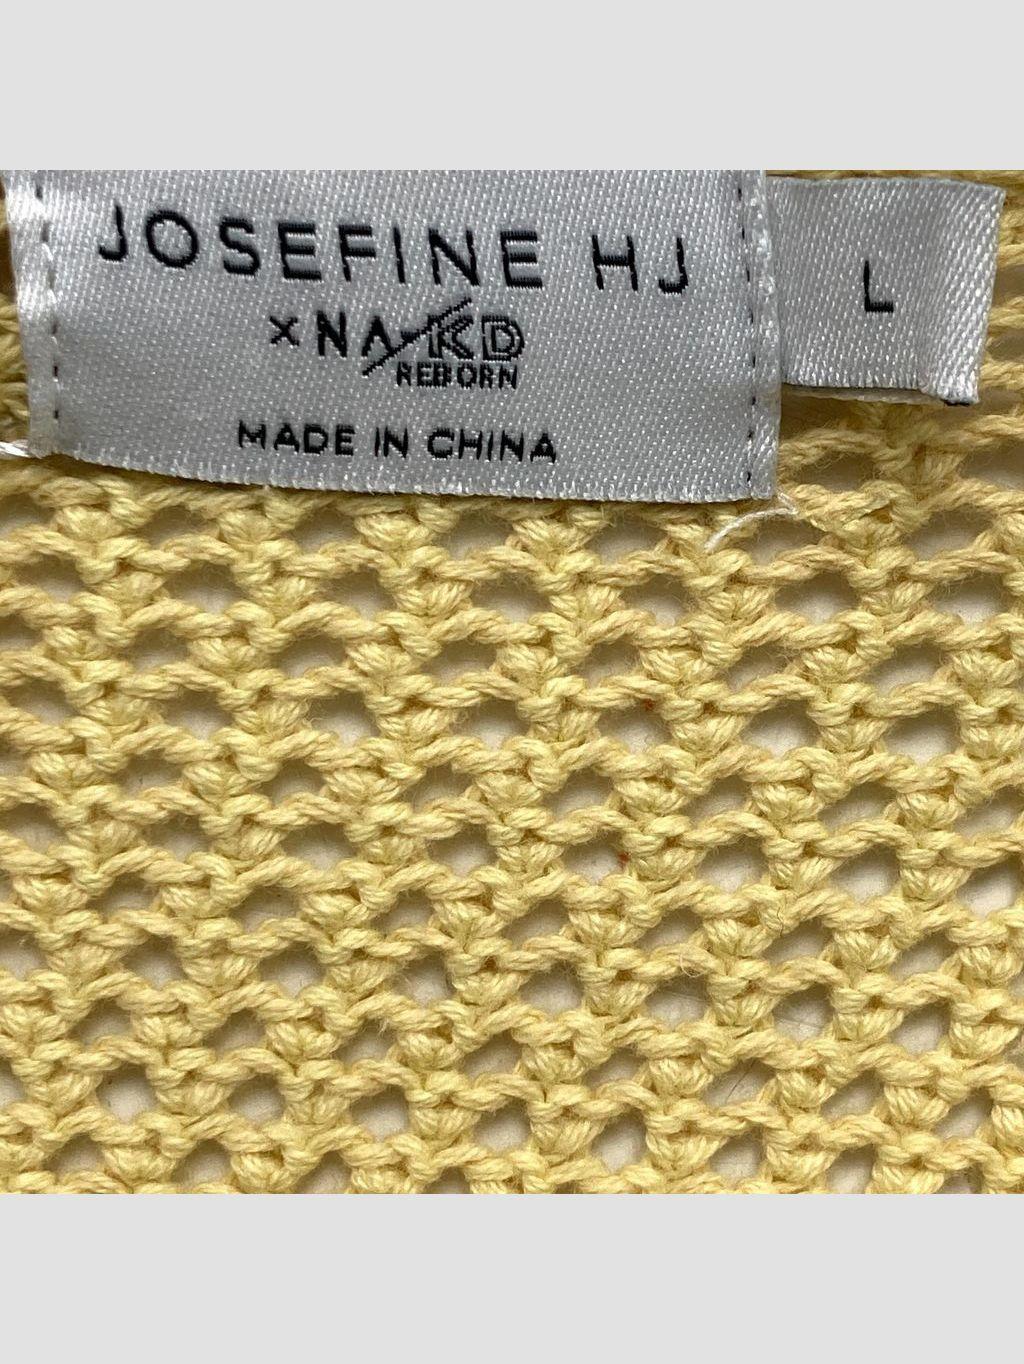 JOSEFINE HJ
× NA-KD
REBORN
MADE IN CHINA
L